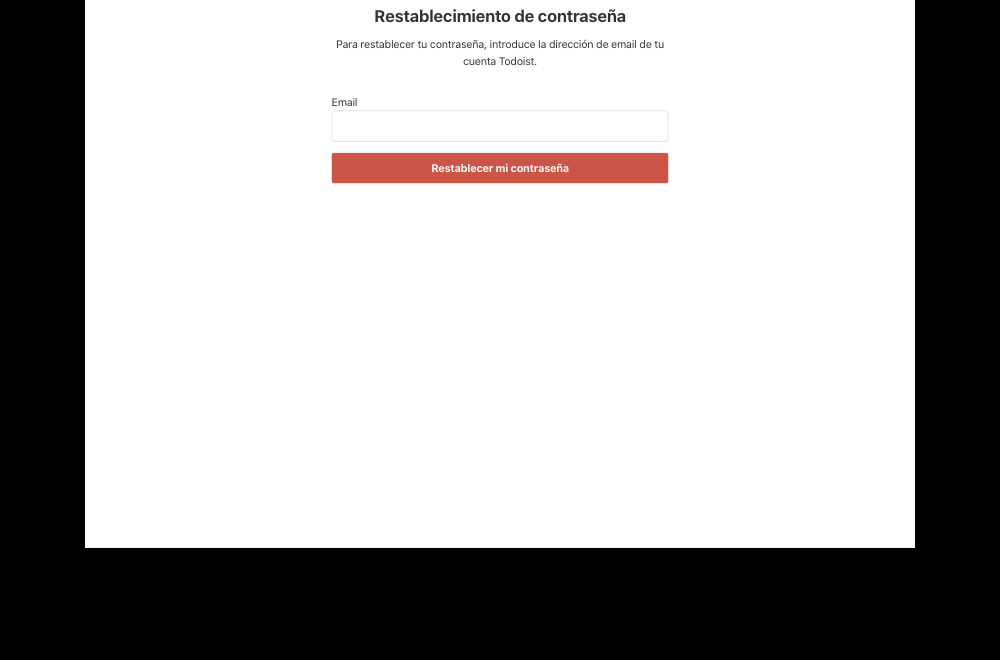 Restablecimiento de contraseña
Para restablecer tu contraseña, introduce la dirección de email de tu
cuenta Todoist.
Email
Restablecer mi contraseña